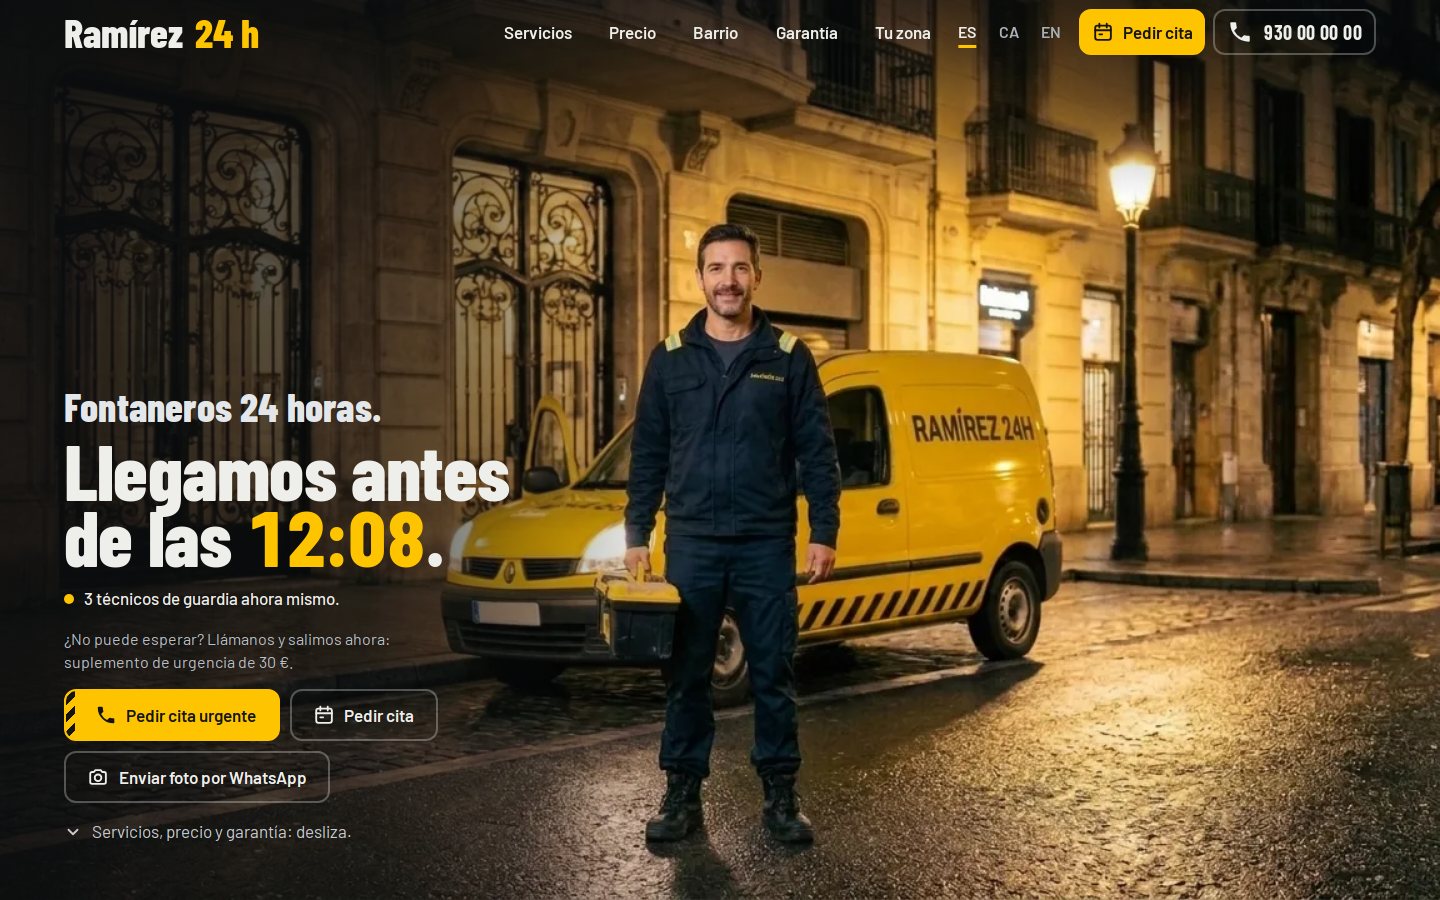 Ramírez 24 h
Servicios
Precio
Barrio
Garantía
Tu zona
ES
CA
EN
Pedir cita
930 00 00 00
RAMÍREZ 24H
Fontaneros 24 horas.
Llegamos antes
de las 12:08.
3 técnicos de guardia ahora mismo.
¿No puede esperar? Llámanos y salimos ahora:
suplemento de urgencia de 30 €.
Pedir cita urgente
Pedir cita
Enviar foto por WhatsApp
Servicios, precio y garantía: desliza.